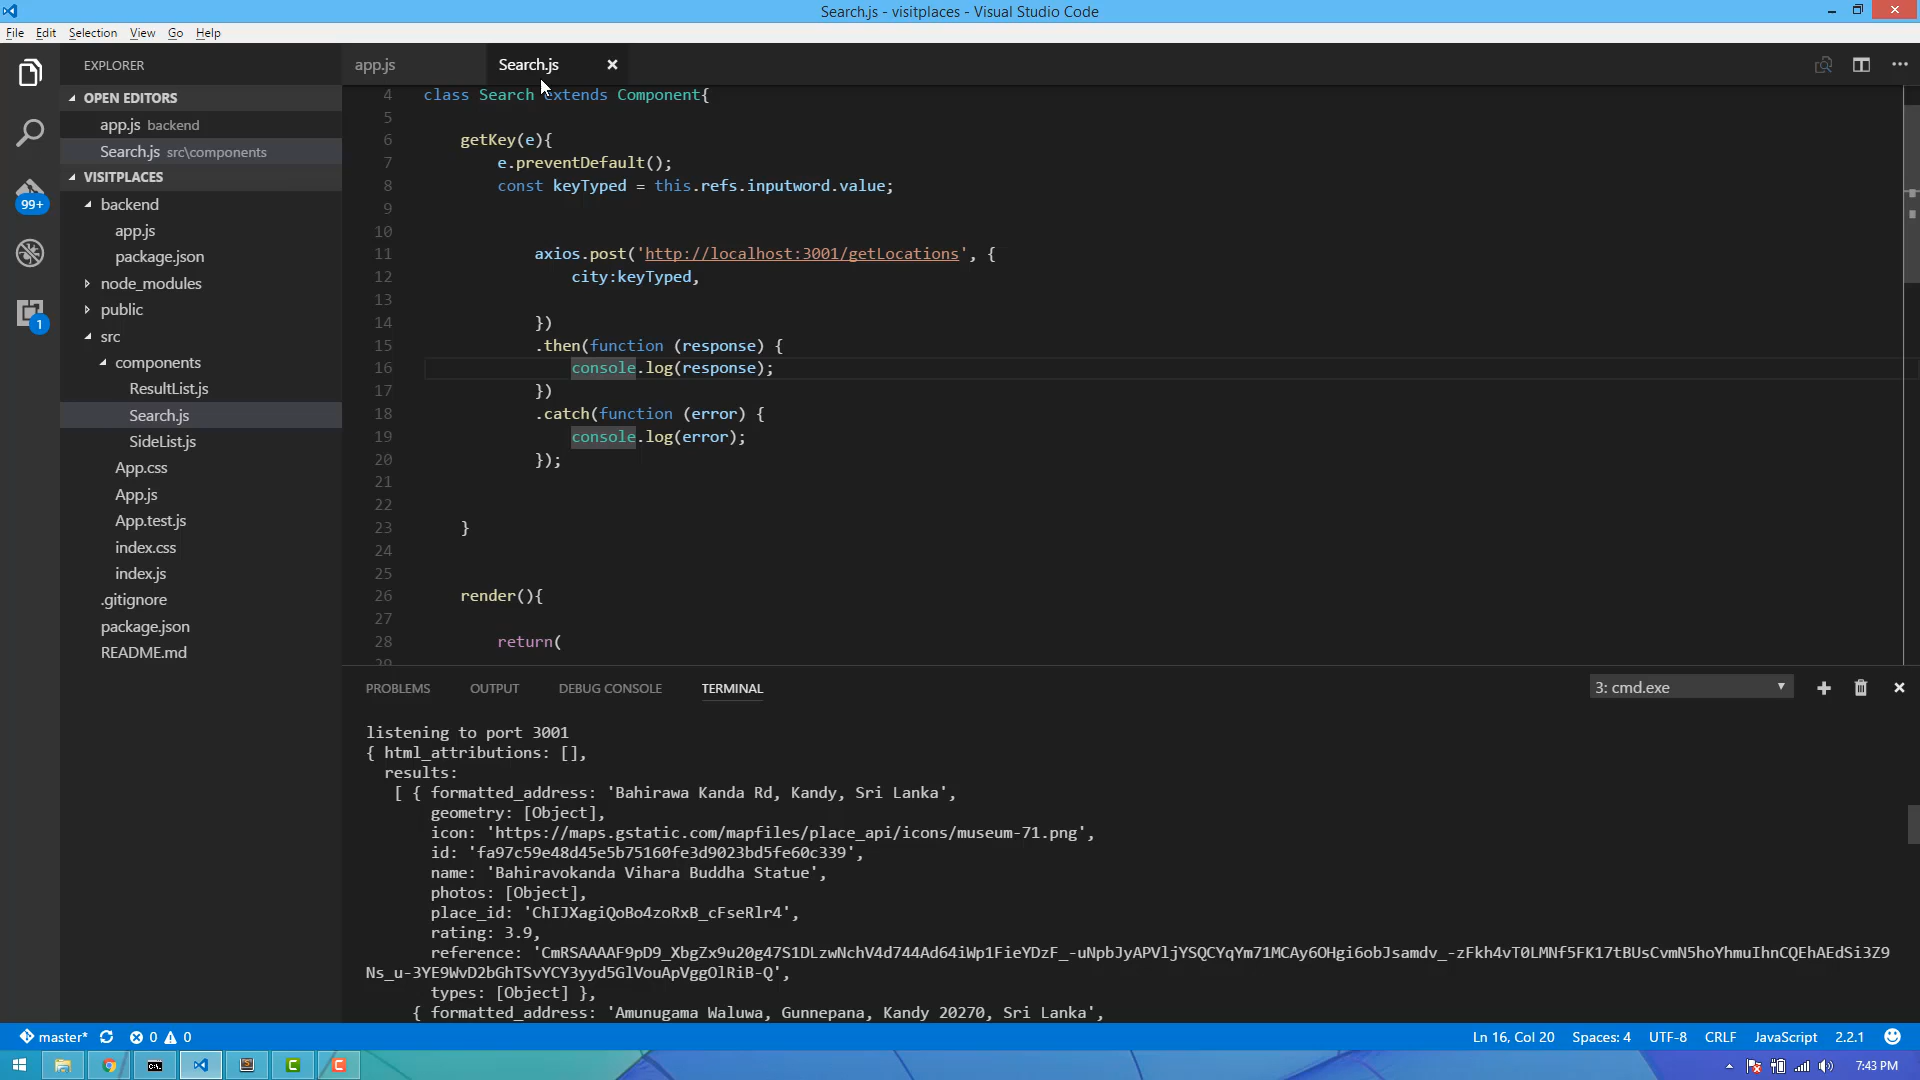 Search.js - visitplaces - Visual Studio Code
File Edit Selection View Go Help
EXPLORER
OPEN EDITORS
app.js backend
Search.js src\components
VISITPLACES
backend
app.js
package.json
node_modules
public
src
components
ResultList.js
Search.js
SideList.js
App.css
App.js
App.test.js
index.css
index.js
.gitignore
package.json
README.md
99+
1
app.js Search.js
4 class Search extends Component{
5
6 getKey(e){
7 e.preventDefault();
8 const keyTyped = this.refs.inputword.value;
9
10
11 axios.post('http://localhost:3001/getLocations', {
12 city:keyTyped,
13
14 })
15 .then(function (response) {
16 console.log(response);
17 })
18 .catch(function (error) {
19 console.log(error);
20 });
21
22
23 }
24
25
26 render(){
27
28 return(
29
PROBLEMS OUTPUT DEBUG CONSOLE TERMINAL 3: cmd.exe
listening to port 3001
{ html_attributions: [],
results:
[ { formatted_address: 'Bahirawa Kanda Rd, Kandy, Sri Lanka',
geometry: [Object],
icon: 'https://maps.gstatic.com/mapfiles/place_api/icons/museum-71.png',
id: 'fa97c59e48d45e5b75160fe3d9023bd5fe60c339',
name: 'Bahiravokanda Vihara Buddha Statue',
photos: [Object],
place_id: 'ChIJXagiQoBo4zoRxB_cFseRlr4',
rating: 3.9,
reference: 'CmRSAAAAF9pD9_XbgZx9u20g47S1DLzwNchV4d744Ad64iWp1FieYDzF_-uNpbJyAPVljYSQCYqYm71MCAy6OHgi6obJsamdv_-zFkh4vT0LMNf5FK17tBUsCvmN5hoYhmuIhnCQEhAEdSi3Z9
Ns_u-3YE9WvD2bGhTSvYCY3yyd5GlVouApVggOlRiB-Q',
types: [Object] },
{ formatted_address: 'Amunugama Waluwa, Gunnepana, Kandy 20270, Sri Lanka',
master* 0 0 Ln 16, Col 20 Spaces: 4 UTF-8 CRLF JavaScript 2.2.1
7:43 PM